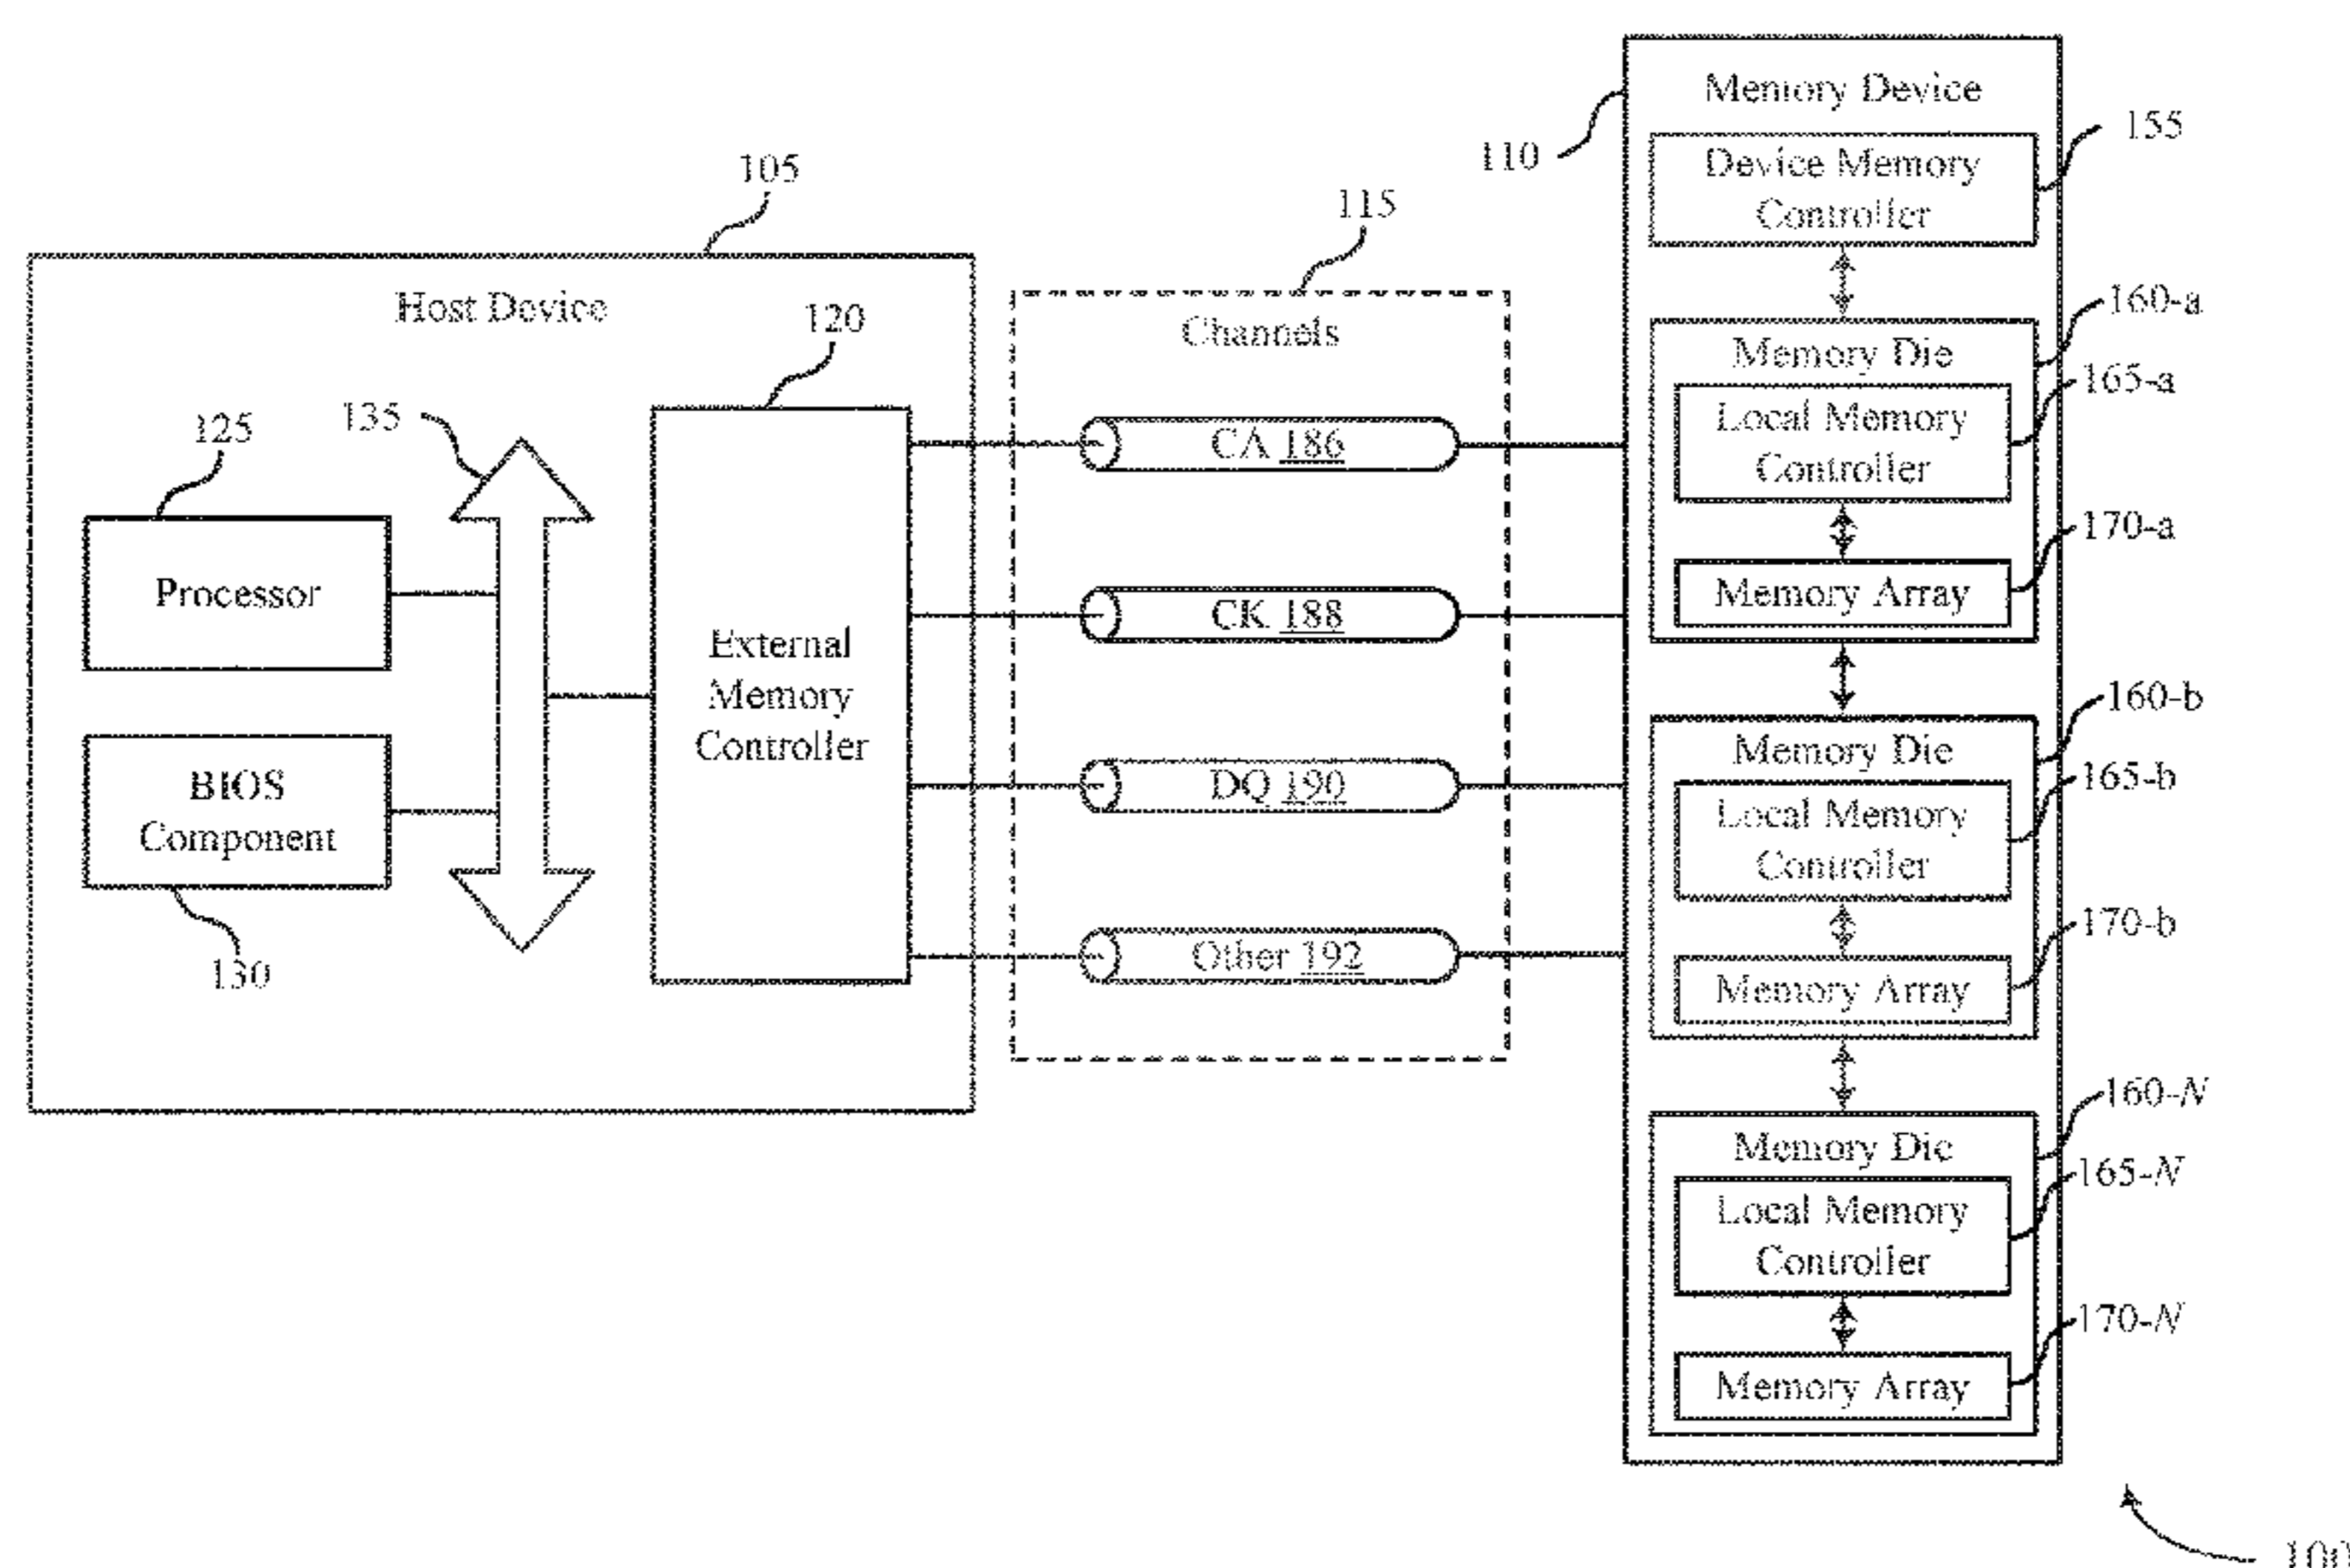 105
Host Device
120
External
Memory
Controller
125
Processor
135
BIOS
Component
130
115
Channels
CA 186
CK 188
DQ 190
Other 192
110
Memory Device
155
Device Memory
Controller
160-a
Memory Die
165-a
Local Memory
Controller
170-a
Memory Array
160-b
Memory Die
165-b
Local Memory
Controller
170-b
Memory Array
160-N
Memory Die
165-N
Local Memory
Controller
170-N
Memory Array